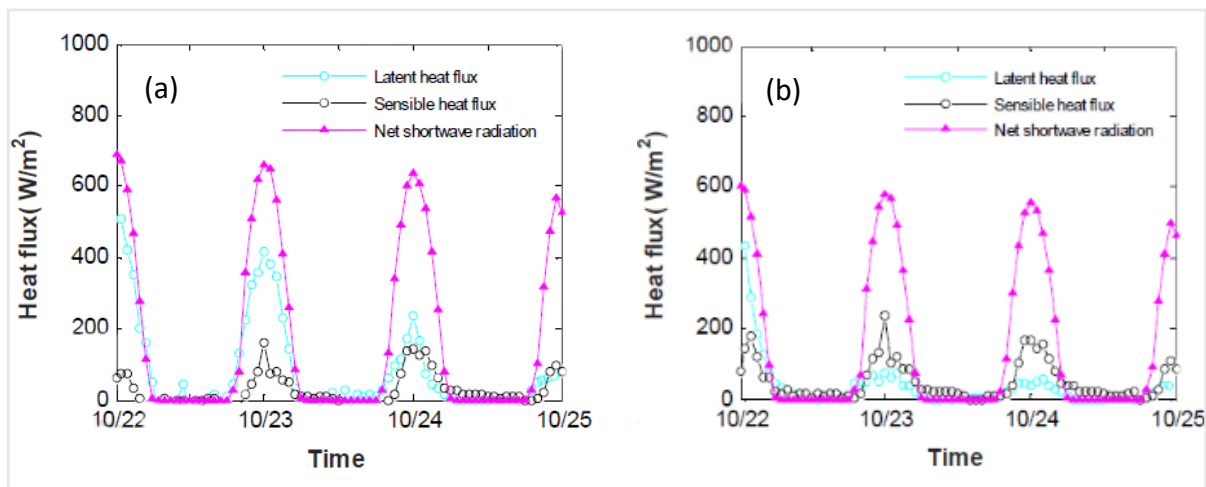 (a)
Heat flux( W/m²)
1000
800
600
400
200
0
Latent heat flux
Sensible heat flux
Net shortwave radiation
10/22 10/23 10/24 10/25
Time
(b)
Heat flux( W/m²)
1000
800
600
400
200
0
Latent heat flux
Sensible heat flux
Net shortwave radiation
10/22 10/23 10/24 10/25
Time